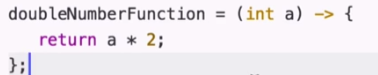 doubleNumberFunction = (int a) -> {
    return a * 2;
};